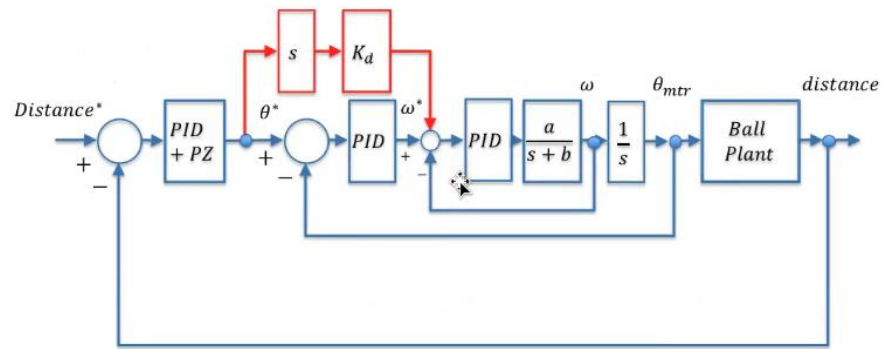 s
K_d
Distance*
θ*
ω*
ω
θ_mtr
distance
PID
+ PZ
PID
PID
a
s + b
1
s
Ball
Plant
+
−
+
−
+
−